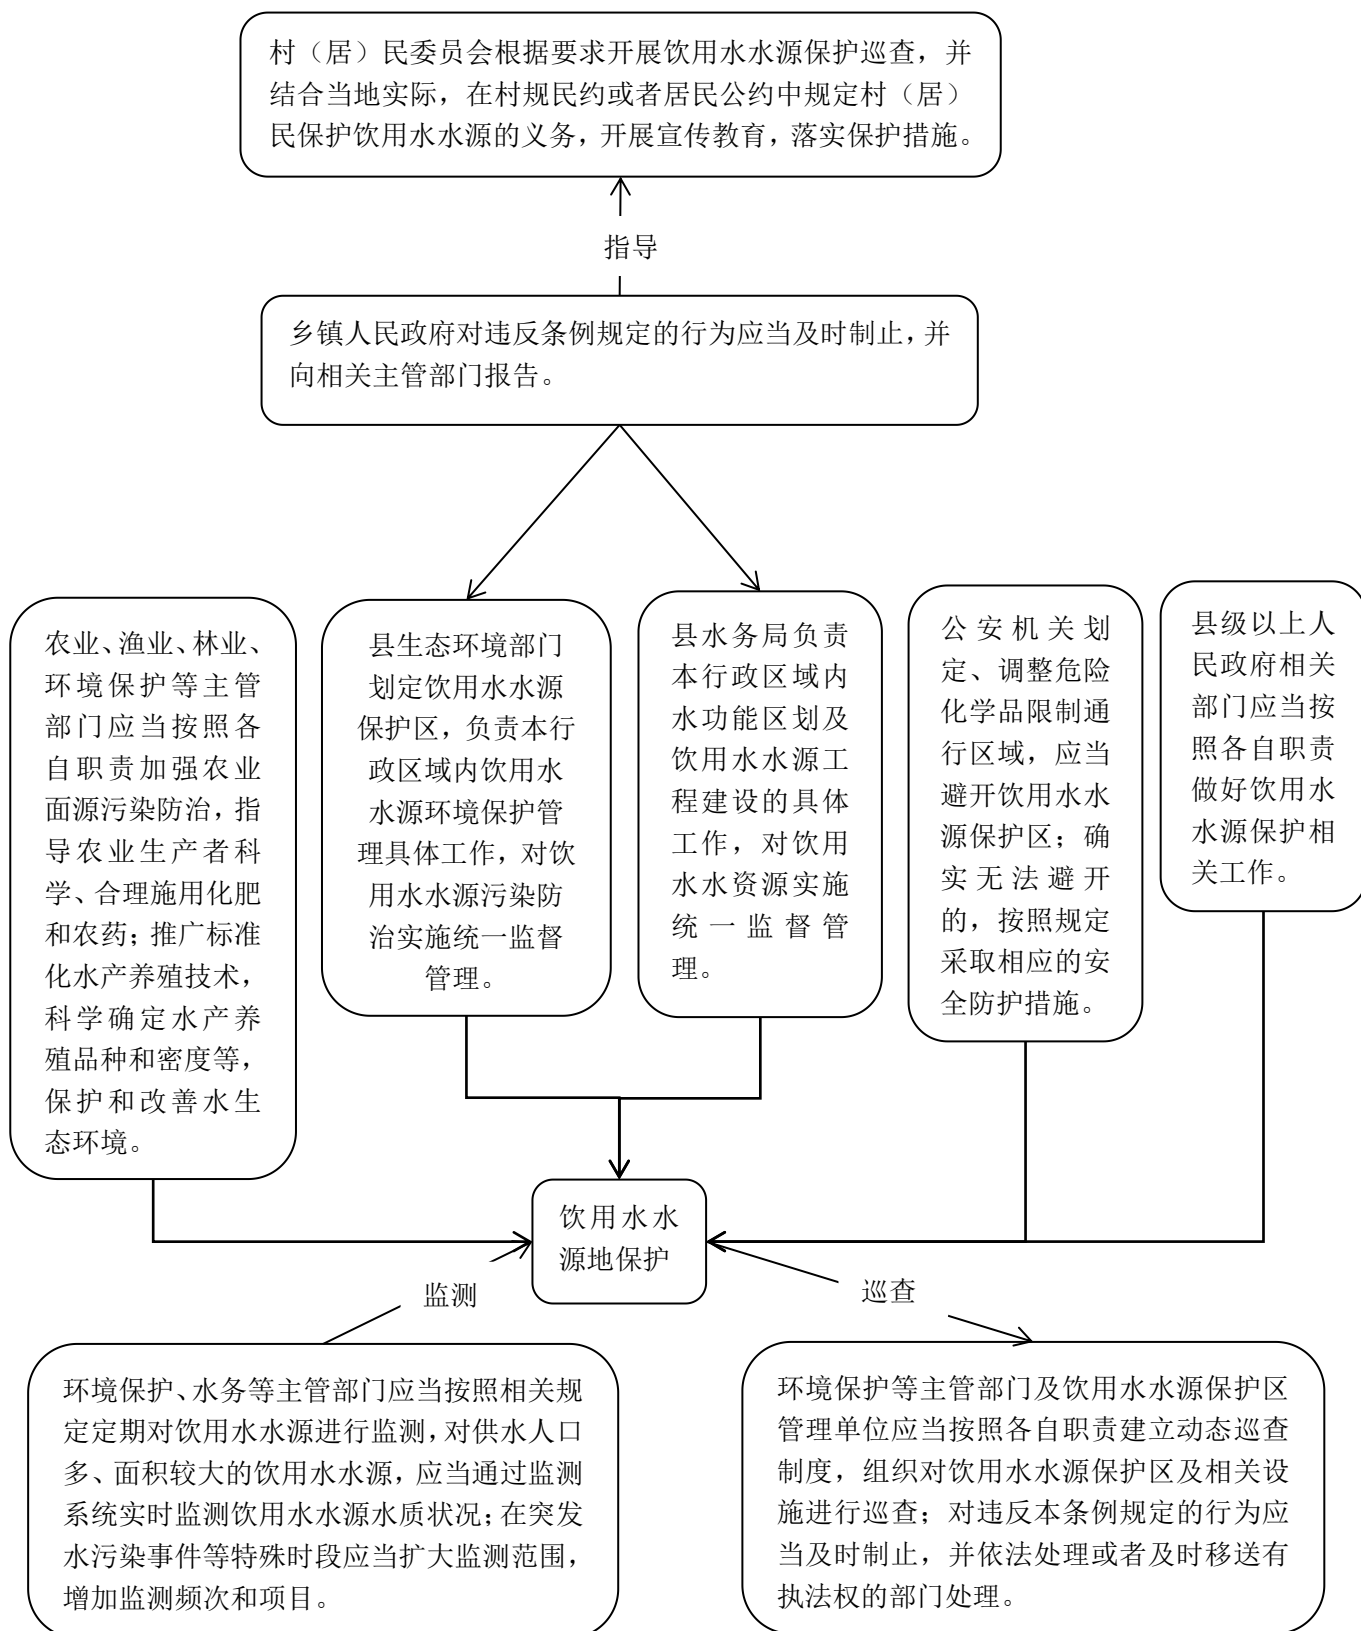 村（居）民委员会根据要求开展饮用水水源保护巡查，并
结合当地实际，在村规民约或者居民公约中规定村（居）
民保护饮用水水源的义务，开展宣传教育，落实保护措施。
指导
乡镇人民政府对违反条例规定的行为应当及时制止，并
向相关主管部门报告。
农业、渔业、林业、
环境保护等主管
部门应当按照各
自职责加强农业
面源污染防治，指
导农业生产者科
学、合理施用化肥
和农药；推广标准
化水产养殖技术，
科学确定水产养
殖品种和密度等，
保护和改善水生
态环境。
县生态环境部门
划定饮用水水源
保护区，负责本行
政区域内饮用水
水源环境保护管
理具体工作，对饮
用水水源污染防
治实施统一监督
管理。
县水务局负责
本行政区域内
水功能区划及
饮用水水源工
程建设的具体
工作，对饮用
水水资源实施
统一监督管
理。
公安机关划
定、调整危险
化学品限制通
行区域，应当
避开饮用水水
源保护区；确
实无法避开
的，按照规定
采取相应的安
全防护措施。
县级以上人
民政府相关
部门应当按
照各自职责
做好饮用水
水源保护相
关工作。
饮用水水
源地保护
监测
巡查
环境保护、水务等主管部门应当按照相关规
定定期对饮用水水源进行监测，对供水人口
多、面积较大的饮用水水源，应当通过监测
系统实时监测饮用水水源水质状况；在突发
水污染事件等特殊时段应当扩大监测范围，
增加监测频次和项目。
环境保护等主管部门及饮用水水源保护区
管理单位应当按照各自职责建立动态巡查
制度，组织对饮用水水源保护区及相关设
施进行巡查；对违反本条例规定的行为应
当及时制止，并依法处理或者及时移送有
执法权的部门处理。